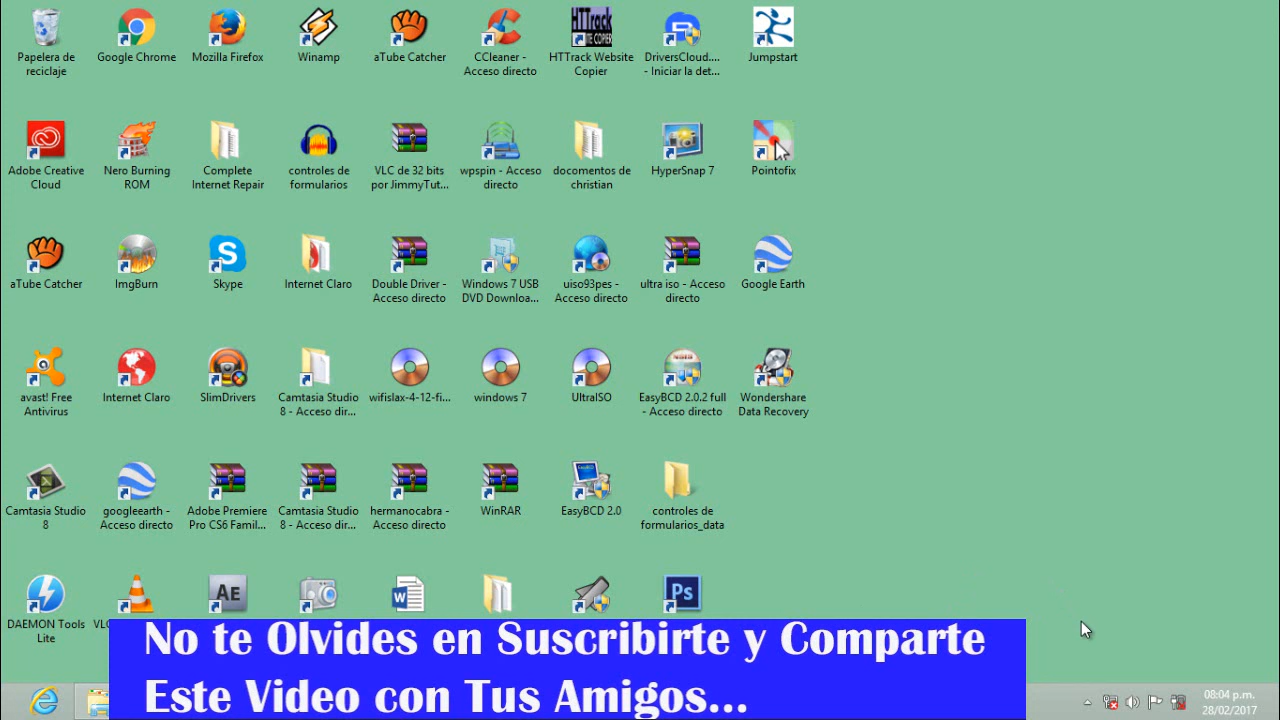 Papelera de
reciclaje
Google Chrome
Mozilla Firefox
Winamp
aTube Catcher
CCleaner -
Acceso directo
HTTrack
TE COPIER
HTTrack Website
Copier
DriversCloud....
- Iniciar la det...
Jumpstart
Adobe Creative
Cloud
Nero Burning
ROM
Complete
Internet Repair
controles de
formularios
VLC de 32 bits
por JimmyTut...
wpspin - Acceso
directo
documentos de
christian
HyperSnap 7
Pointofix
aTube Catcher
ImgBurn
Skype
Internet Claro
Double Driver -
Acceso directo
Windows 7 USB
DVD Downloa...
uiso93pes -
Acceso directo
ultra iso - Acceso
directo
Google Earth
avast! Free
Antivirus
Internet Claro
SlimDrivers
Camtasia Studio
8 - Acceso dir...
wifislax-4-12-fi...
windows 7
UltraISO
EasyBCD 2.0.2 full
- Acceso directo
Wondershare
Data Recovery
Camtasia Studio
8
googleearth -
Acceso directo
Adobe Premiere
Pro CS6 Famil...
Camtasia Studio
8 - Acceso dir...
hermanocabra -
Acceso directo
WinRAR
EasyBCD 2.0
controles de
formularios_data
AE
Ps
DAEMON Tools
Lite
No te Olvides en Suscribirte y Comparte
Este Video con Tus Amigos...
08:04 p.m.
28/02/2017